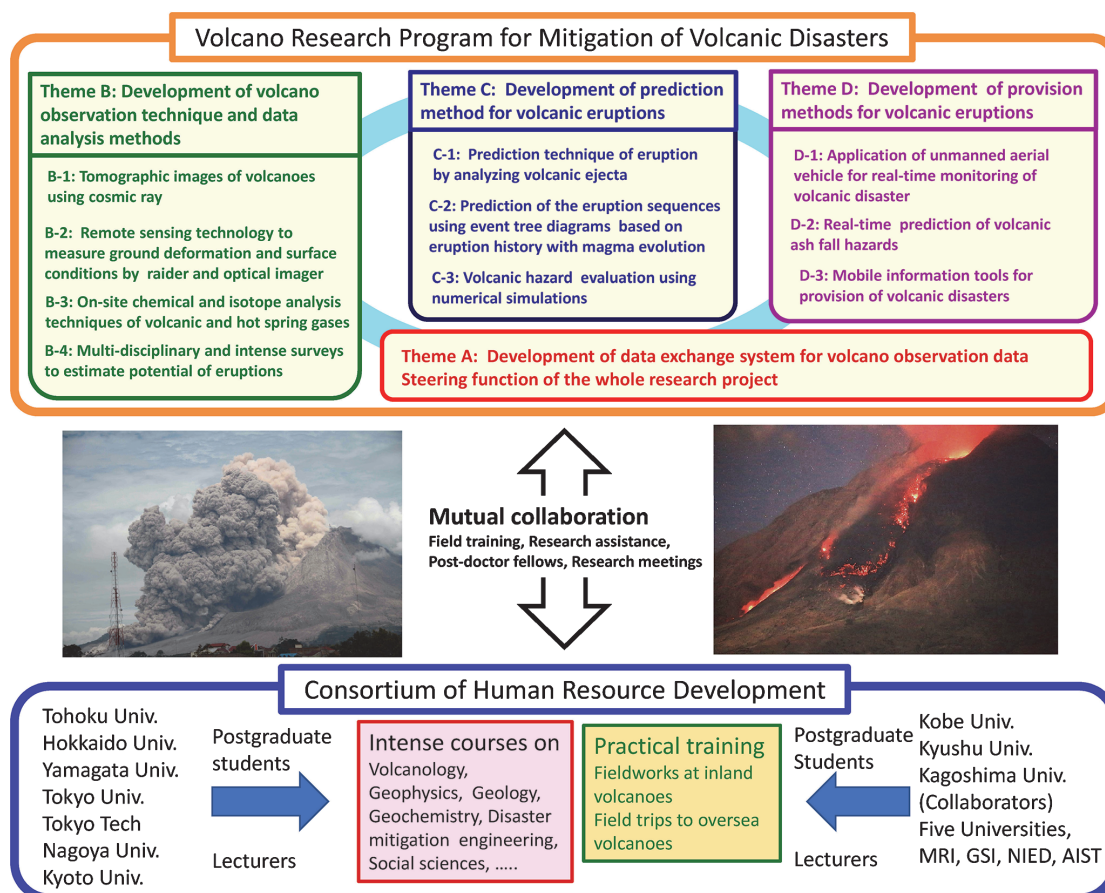 Volcano Research Program for Mitigation of Volcanic Disasters
Theme B: Development of volcano
observation technique and data
analysis methods
B-1: Tomographic images of volcanoes
using cosmic ray
B-2: Remote sensing technology to
measure ground deformation and surface
conditions by raider and optical imager
B-3: On-site chemical and isotope analysis
techniques of volcanic and hot spring gases
B-4: Multi-disciplinary and intense surveys
to estimate potential of eruptions
Theme C: Development of prediction
method for volcanic eruptions
C-1: Prediction technique of eruption
by analyzing volcanic ejecta
C-2: Prediction of the eruption sequences
using event tree diagrams based on
eruption history with magma evolution
C-3: Volcanic hazard evaluation using
numerical simulations
Theme D: Development of provision
methods for volcanic eruptions
D-1: Application of unmanned aerial
vehicle for real-time monitoring of
volcanic disaster
D-2: Real-time prediction of volcanic
ash fall hazards
D-3: Mobile information tools for
provision of volcanic disasters
Theme A: Development of data exchange system for volcano observation data
Steering function of the whole research project
Mutual collaboration
Field training, Research assistance,
Post-doctor fellows, Research meetings
Consortium of Human Resource Development
Tohoku Univ.
Hokkaido Univ.
Yamagata Univ.
Tokyo Univ.
Tokyo Tech
Nagoya Univ.
Kyoto Univ.
Postgraduate
students
Lecturers
Intense courses on
Volcanology,
Geophysics, Geology,
Geochemistry, Disaster
mitigation engineering,
Social sciences, .....
Practical training
Fieldworks at inland
volcanoes
Field trips to oversea
volcanoes
Postgraduate
Students
Lecturers
Kobe Univ.
Kyushu Univ.
Kagoshima Univ.
(Collaborators)
Five Universities,
MRI, GSI, NIED, AIST